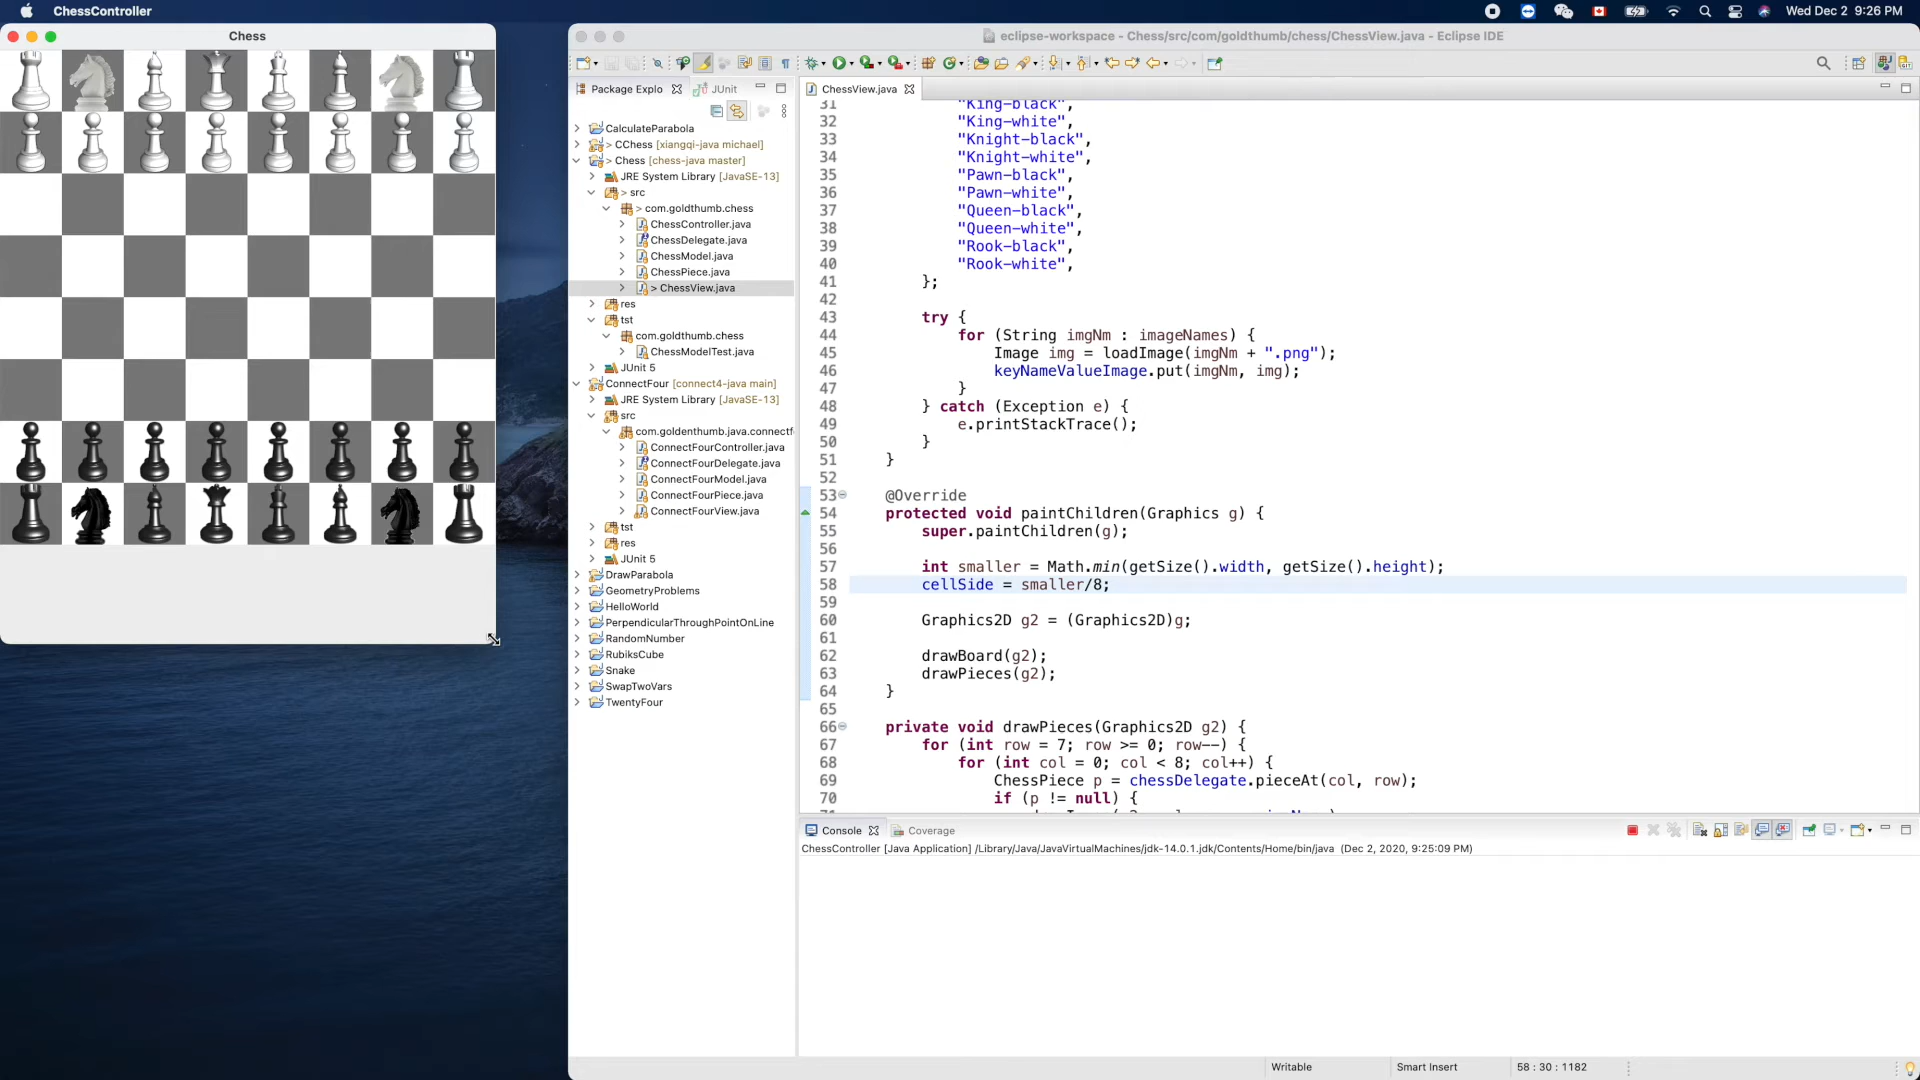 ChessController
Wed Dec 2 9:26 PM
Chess
eclipse-workspace - Chess/src/com/goldthumb/chess/ChessView.java - Eclipse IDE
Package Explo
JUnit
ChessView.java
CalculateParabola
> CChess [xiangqi-java michael]
> Chess [chess-java master]
JRE System Library [JavaSE-13]
> src
> com.goldthumb.chess
ChessController.java
ChessDelegate.java
ChessModel.java
ChessPiece.java
> ChessView.java
res
tst
com.goldthumb.chess
ChessModelTest.java
JUnit 5
ConnectFour [connect4-java main]
JRE System Library [JavaSE-13]
src
com.goldenthumb.java.connectf
ConnectFourController.java
ConnectFourDelegate.java
ConnectFourModel.java
ConnectFourPiece.java
ConnectFourView.java
tst
res
JUnit 5
DrawParabola
GeometryProblems
HelloWorld
PerpendicularThroughPointOnLine
RandomNumber
RubiksCube
Snake
SwapTwoVars
TwentyFour
31 "King-black",
32 "King-white",
33 "Knight-black",
34 "Knight-white",
35 "Pawn-black",
36 "Pawn-white",
37 "Queen-black",
38 "Queen-white",
39 "Rook-black",
40 "Rook-white",
41 };
42
43 try {
44 for (String imgNm : imageNames) {
45 Image img = loadImage(imgNm + ".png");
46 keyNameValueImage.put(imgNm, img);
47 }
48 } catch (Exception e) {
49 e.printStackTrace();
50 }
51 }
52
53 @Override
54 protected void paintChildren(Graphics g) {
55 super.paintChildren(g);
56
57 int smaller = Math.min(getSize().width, getSize().height);
58 cellSide = smaller/8;
59
60 Graphics2D g2 = (Graphics2D)g;
61
62 drawBoard(g2);
63 drawPieces(g2);
64 }
65
66 private void drawPieces(Graphics2D g2) {
67 for (int row = 7; row >= 0; row--) {
68 for (int col = 0; col < 8; col++) {
69 ChessPiece p = chessDelegate.pieceAt(col, row);
70 if (p != null) {
Console
Coverage
ChessController [Java Application] /Library/Java/JavaVirtualMachines/jdk-14.0.1.jdk/Contents/Home/bin/java (Dec 2, 2020, 9:25:09 PM)
Writable
Smart Insert
58 : 30 : 1182